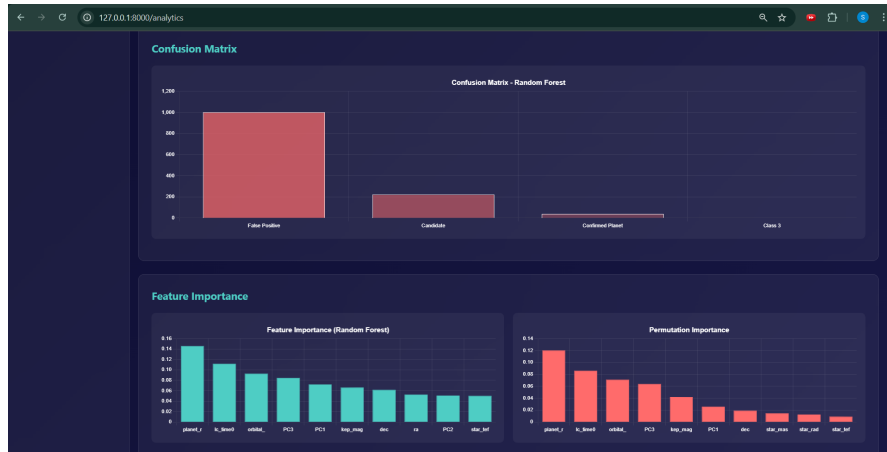 127.0.0.1:8000/analytics
S
Confusion Matrix
Confusion Matrix - Random Forest
1,200
1,000
800
600
400
200
0
False Positive Candidate Confirmed Planet Class 3
Feature Importance
Feature Importance (Random Forest)
0.16
0.14
0.12
0.10
0.08
0.06
0.04
0.02
0
planet_r lc_time0 orbital_ PC3 PC1 kep_mag dec ra PC2 star_tef
Permutation Importance
0.14
0.12
0.10
0.08
0.06
0.04
0.02
0
planet_r lc_time0 orbital_ PC3 kep_mag PC1 dec star_mas star_rad star_tef